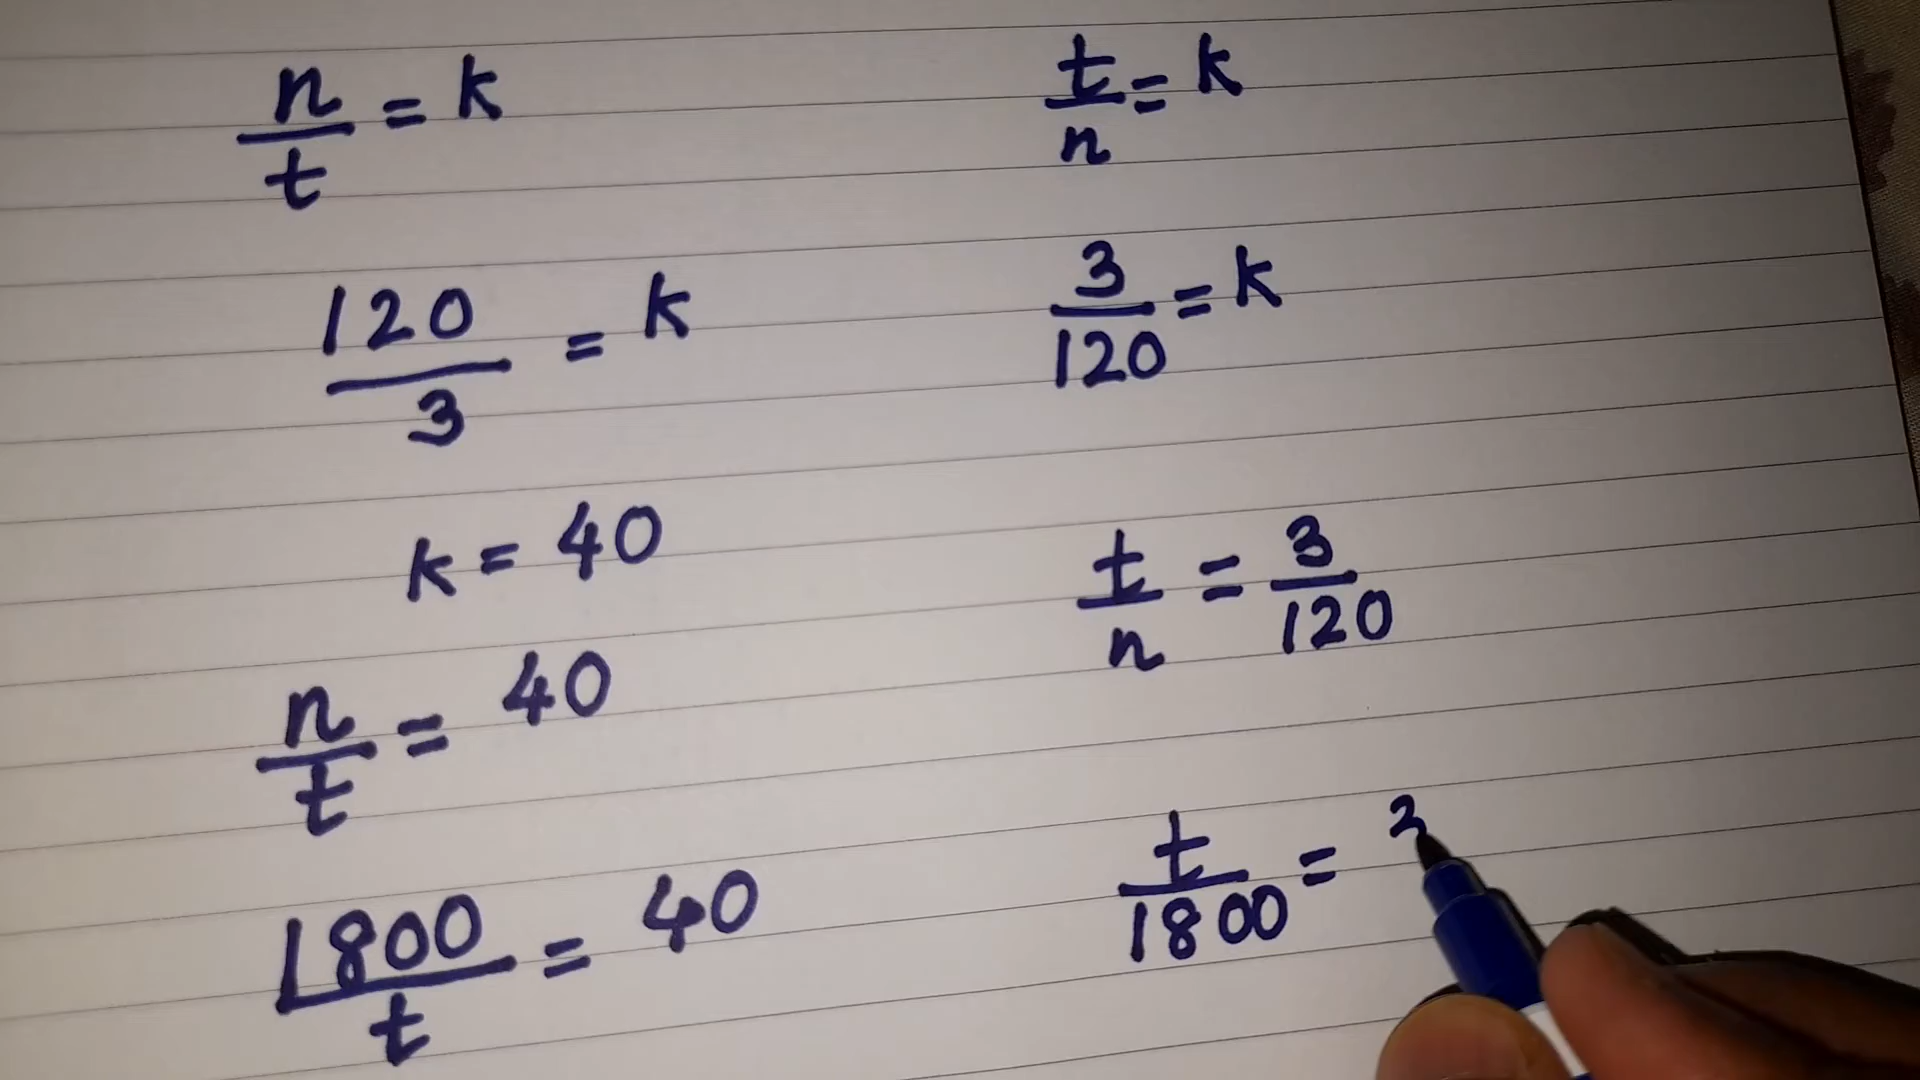 n/t = k
120/3 = k
k = 40
n/t = 40
1800/t = 40
t/n = k
3/120 = k
t/n = 3/120
t/1800 =